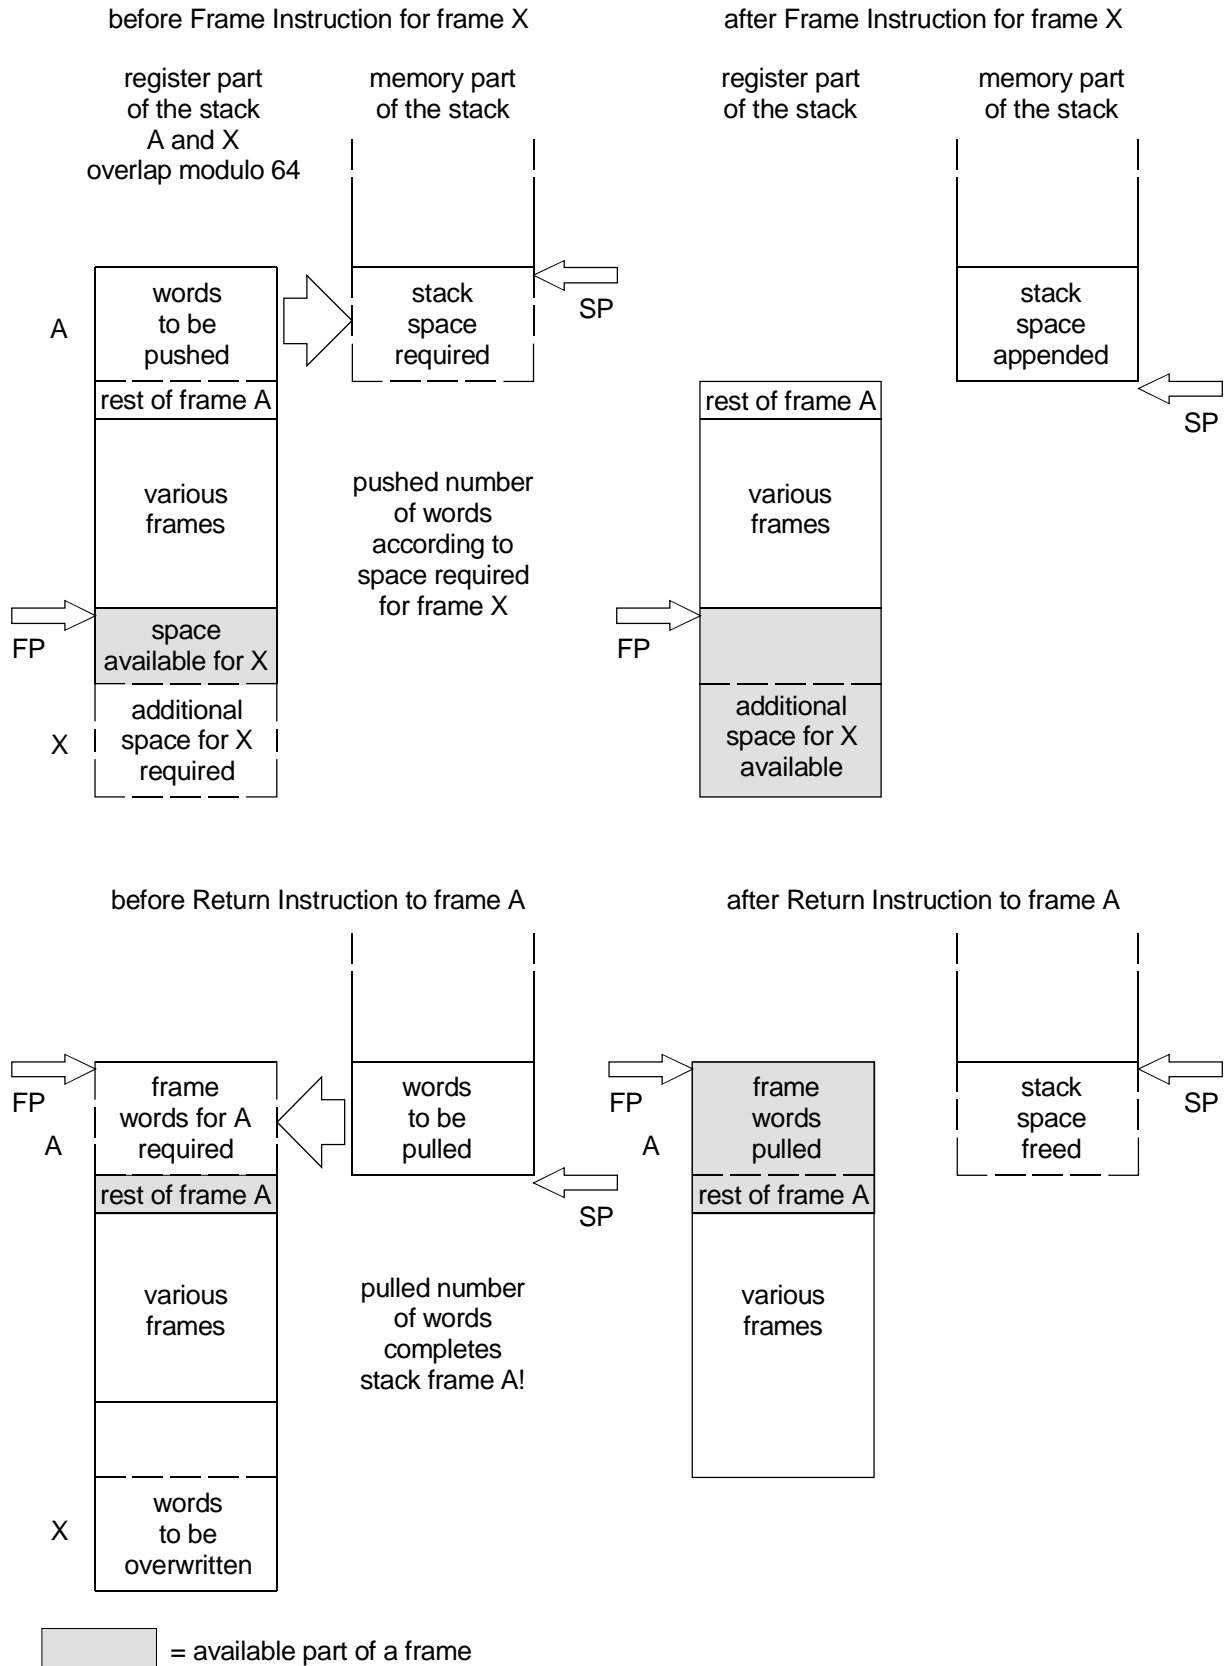 before Frame Instruction for frame X
after Frame Instruction for frame X
register part
of the stack
A and X
overlap modulo 64
memory part
of the stack
register part
of the stack
memory part
of the stack
A
words
to be
pushed
stack
space
required
SP
rest of frame A
various
frames
pushed number
of words
according to
space required
for frame X
FP
space
available for X
X
additional
space for X
required
stack
space
appended
SP
rest of frame A
various
frames
FP
additional
space for X
available
before Return Instruction to frame A
after Return Instruction to frame A
FP
A
frame
words for A
required
words
to be
pulled
SP
rest of frame A
various
frames
pulled number
of words
completes
stack frame A!
X
words
to be
overwritten
FP
A
frame
words
pulled
stack
space
freed
SP
rest of frame A
various
frames
= available part of a frame